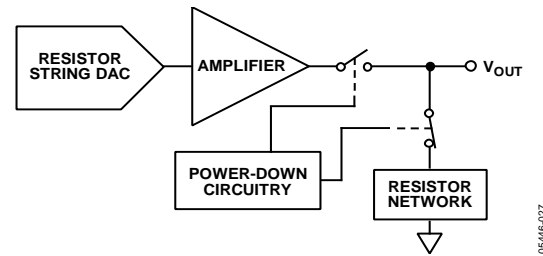 RESISTOR
STRING DAC
AMPLIFIER
VOUT
POWER-DOWN
CIRCUITRY
RESISTOR
NETWORK
05446-027